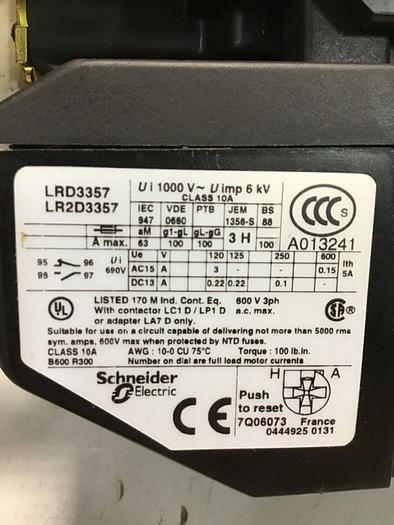 LRD3357
LR2D3357
Ui 1000 V~ Uimp 6 kV
CLASS 10A
IEC 947 VDE 0660 PTB JEM 1356-S BS 88
aM gl-gL gL-gG 3 H
A max. 63 100 100 100
CCC S
A013241
Ue V 120 125 250 600
95 96 Ui 690V AC15 A 3 - 0.15 Ith 5A
98 97 DC13 A 0.22 0.22 0.1 -
UL LISTED 170 M Ind. Cont. Eq. 600 V 3ph
With contactor LC1 D / LP1 D a.c. max.
or adapter LA7 D only.
Suitable for use on a circuit capable of delivering not more than 5000 rms
sym. amps, 600V max when protected by NTD fuses.
CLASS 10A AWG : 10-0 CU 75°C Torque : 100 lb.in.
B600 R300 Number on dial are full load motor currents
Schneider
Electric
CE
H A
Push
to reset
7Q06073 France
0444925 0131